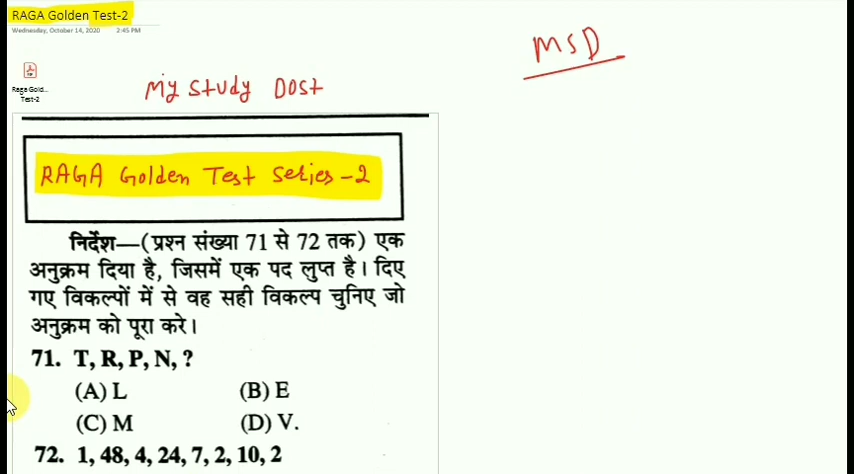 RAGA Golden Test-2
Wednesday, October 14, 2020 2:45 PM
MSD
Raga Gold...
Test-2
My Study Dost
RAGA Golden Test Series -2
निर्देश—(प्रश्न संख्या 71 से 72 तक) एक
अनुक्रम दिया है, जिसमें एक पद लुप्त है। दिए
गए विकल्पों में से वह सही विकल्प चुनिए जो
अनुक्रम को पूरा करे।
71. T, R, P, N, ?
(A) L (B) E
(C) M (D) V.
72. 1, 48, 4, 24, 7, 2, 10, 2